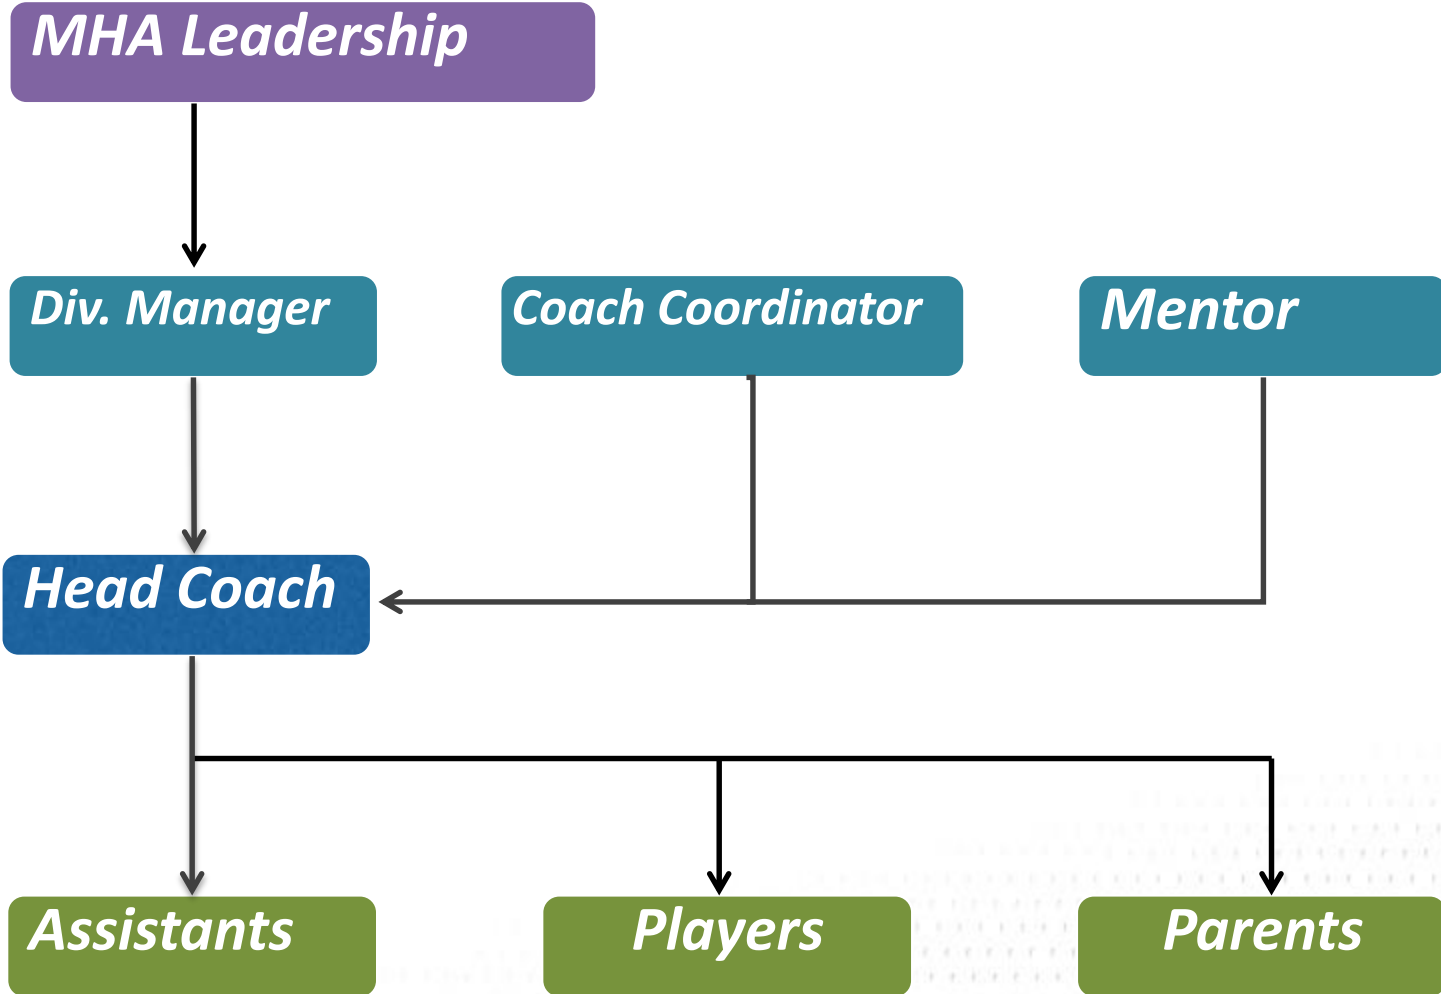 MHA Leadership
Div. Manager
Coach Coordinator
Mentor
Head Coach
Assistants
Players
Parents